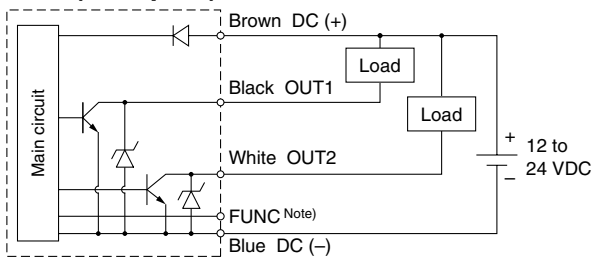 Brown DC (+)
Load
Black OUT1
Load
Main circuit
+
12 to
24 VDC
–
White OUT2
FUNC Note)
Blue DC (–)